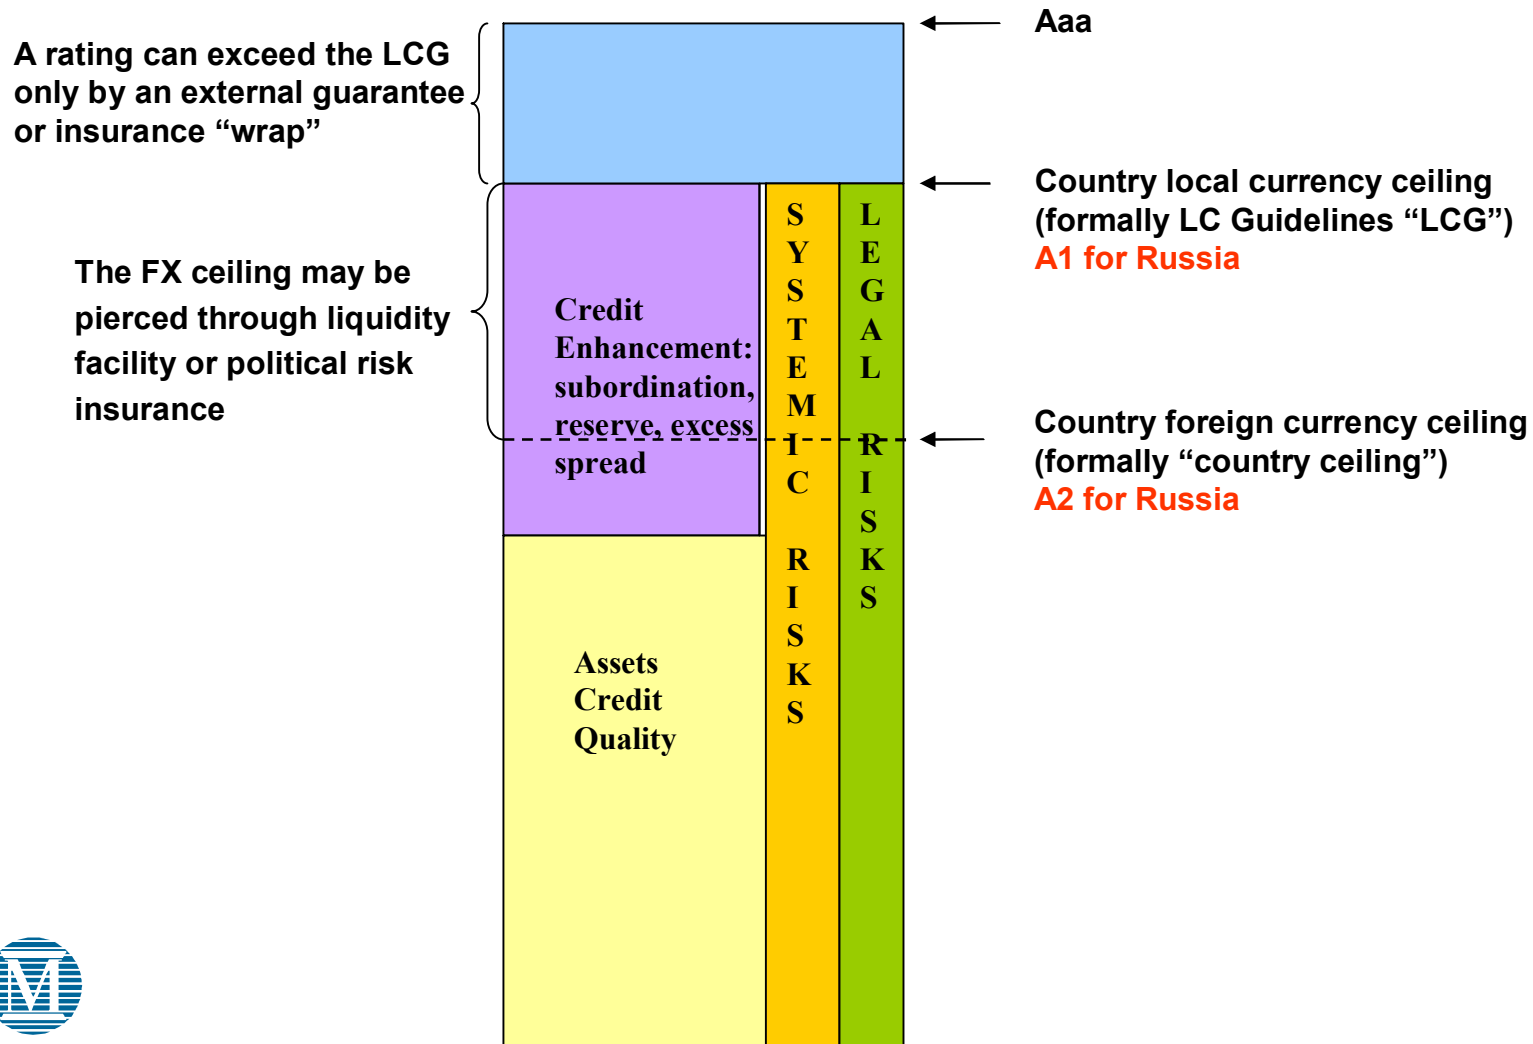 Aaa
A rating can exceed the LCG
only by an external guarantee
or insurance “wrap”
Country local currency ceiling
(formally LC Guidelines “LCG”)
A1 for Russia
The FX ceiling may be
pierced through liquidity
facility or political risk
insurance
Credit
Enhancement:
subordination,
reserve, excess
spread
SYSTEMIC RISKS
LEGAL RISKS
Country foreign currency ceiling
(formally “country ceiling”)
A2 for Russia
Assets
Credit
Quality
M